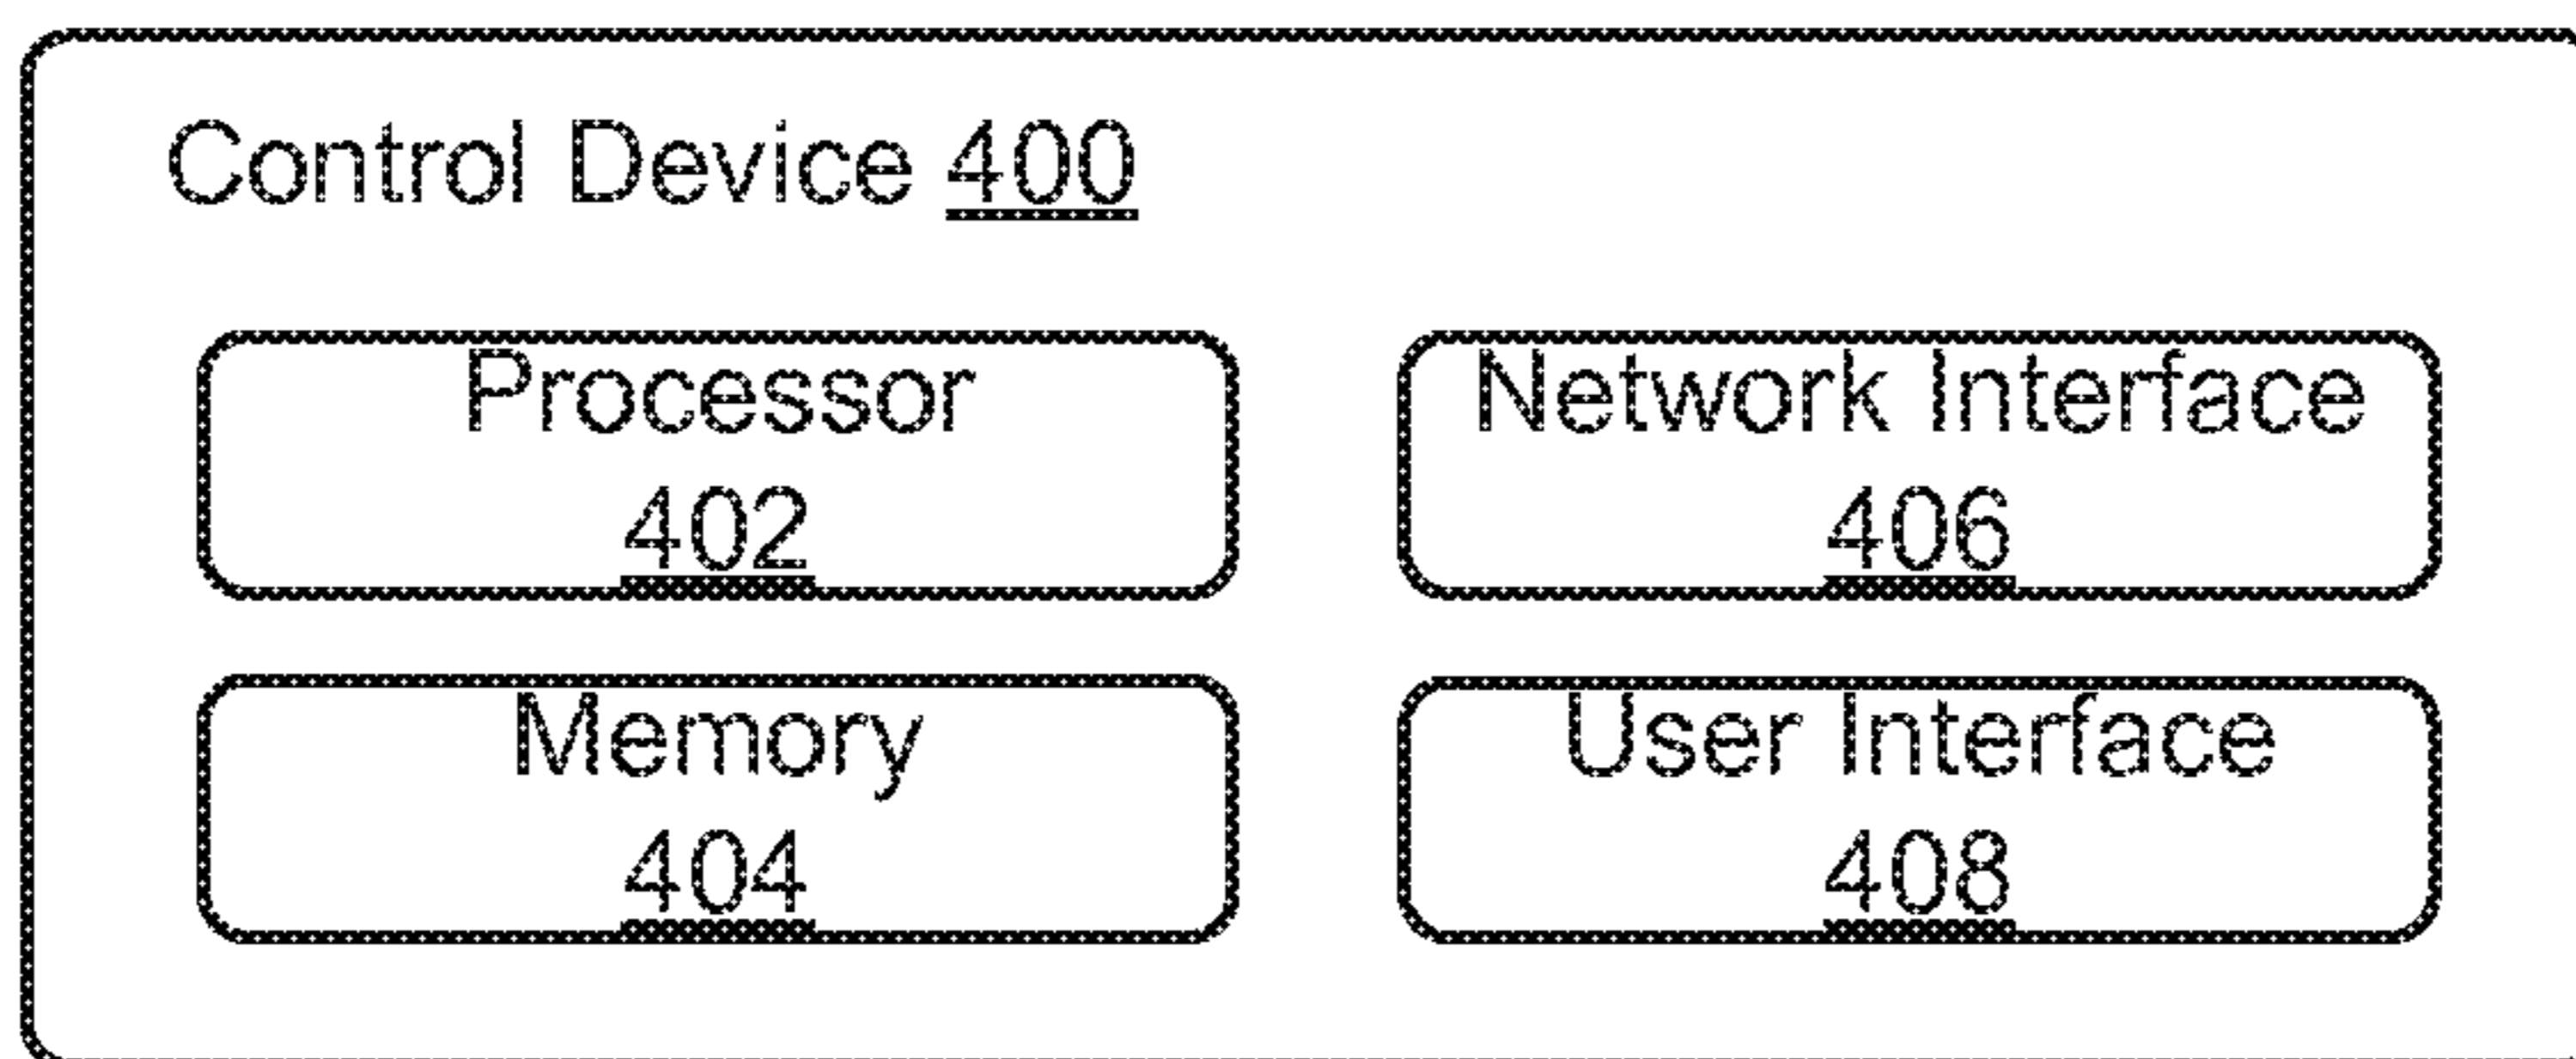 Control Device 400
Processor
402
Network Interface
406
Memory
404
User Interface
408